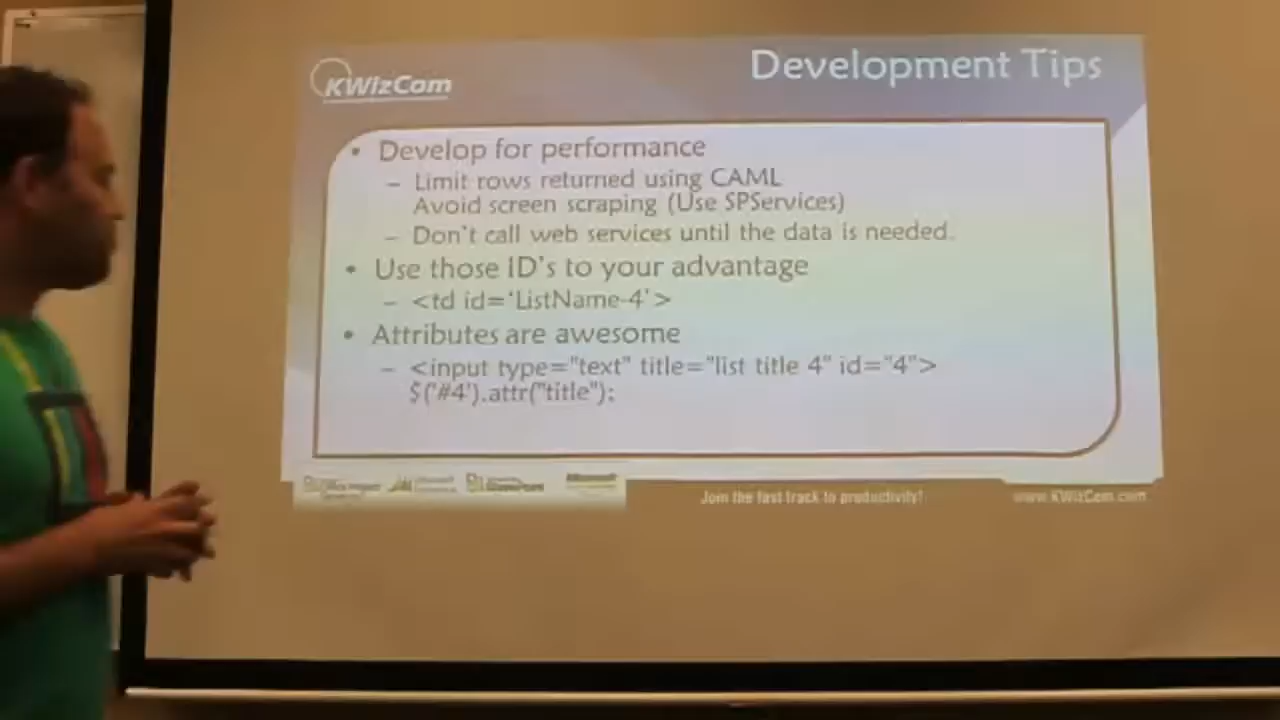 KWizCom
Development Tips
• Develop for performance
– Limit rows returned using CAML
Avoid screen scraping (Use SPServices)
– Don't call web services until the data is needed.
• Use those ID's to your advantage
– <td id='ListName-4'>
• Attributes are awesome
– <input type="text" title="list title 4" id="4">
$('#4').attr("title");
Microsoft
Join the fast track to productivity!
www.KWizCom.com